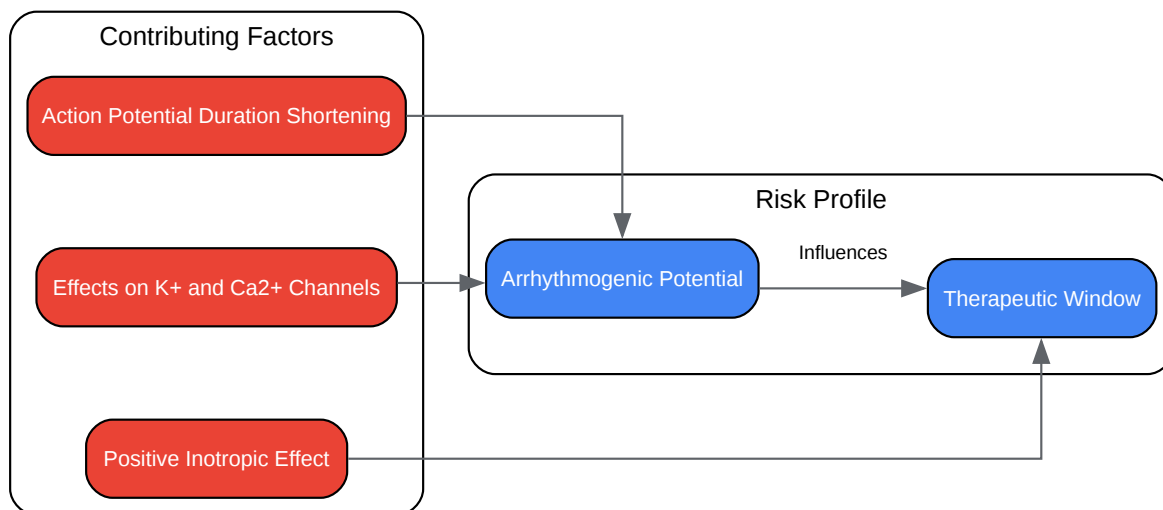 Contributing Factors
Action Potential Duration Shortening
Effects on K+ and Ca2+ Channels
Positive Inotropic Effect
Risk Profile
Arrhythmogenic Potential
Influences
Therapeutic Window